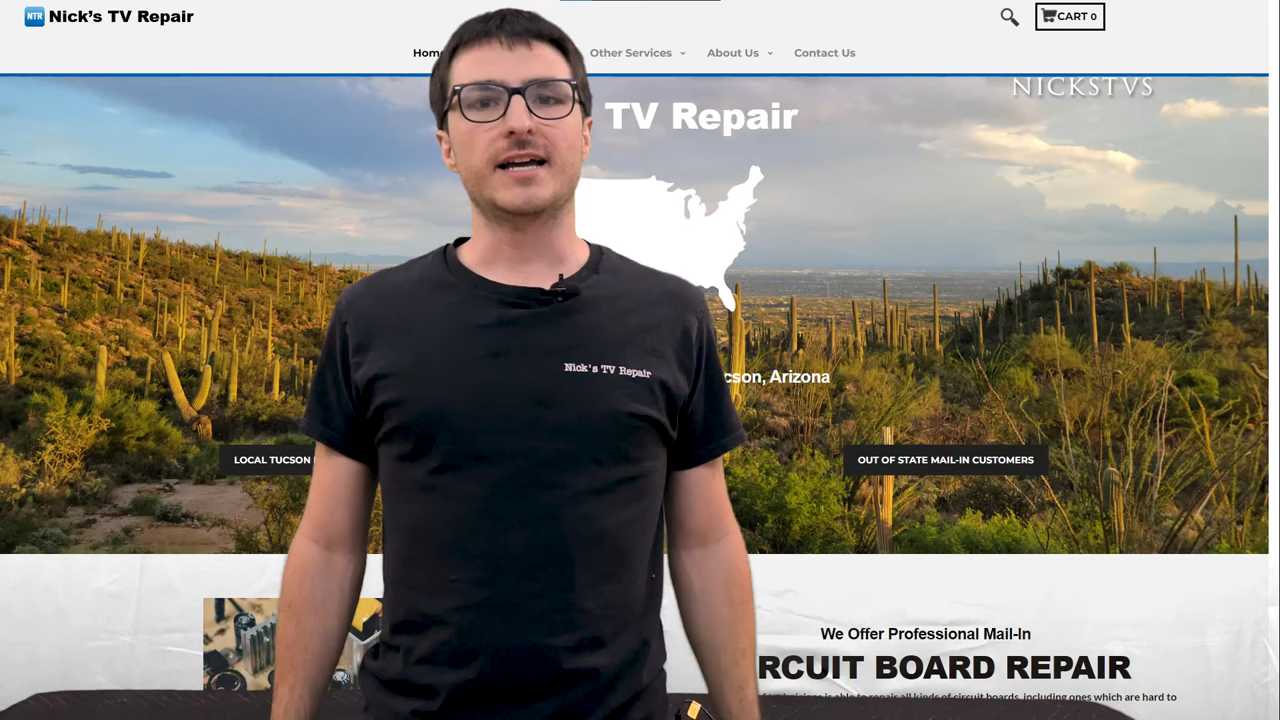 NTR Nick's TV Repair
CART 0
Home
Other Services
About Us
Contact Us
NICKSTVS
TV Repair
Nick's TV Repair
cson, Arizona
LOCAL TUCSON
OUT OF STATE MAIL-IN CUSTOMERS
We Offer Professional Mail-In
RCUIT BOARD REPAIR
is able to repair all kinds of circuit boards, including ones which are hard to